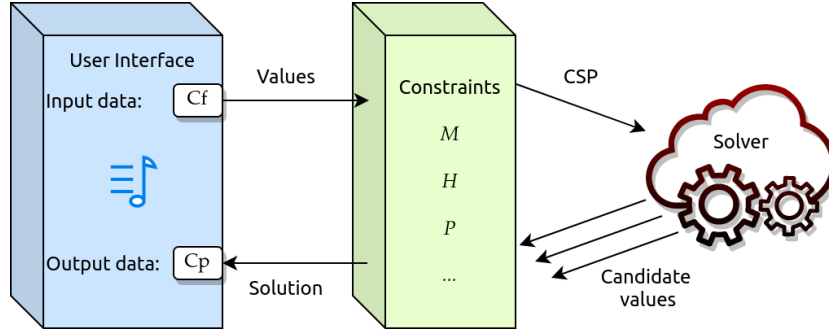 User Interface
Input data:
Cf
Values
Output data:
Cp
Solution
Constraints
M
H
P
...
CSP
Solver
Candidate
values